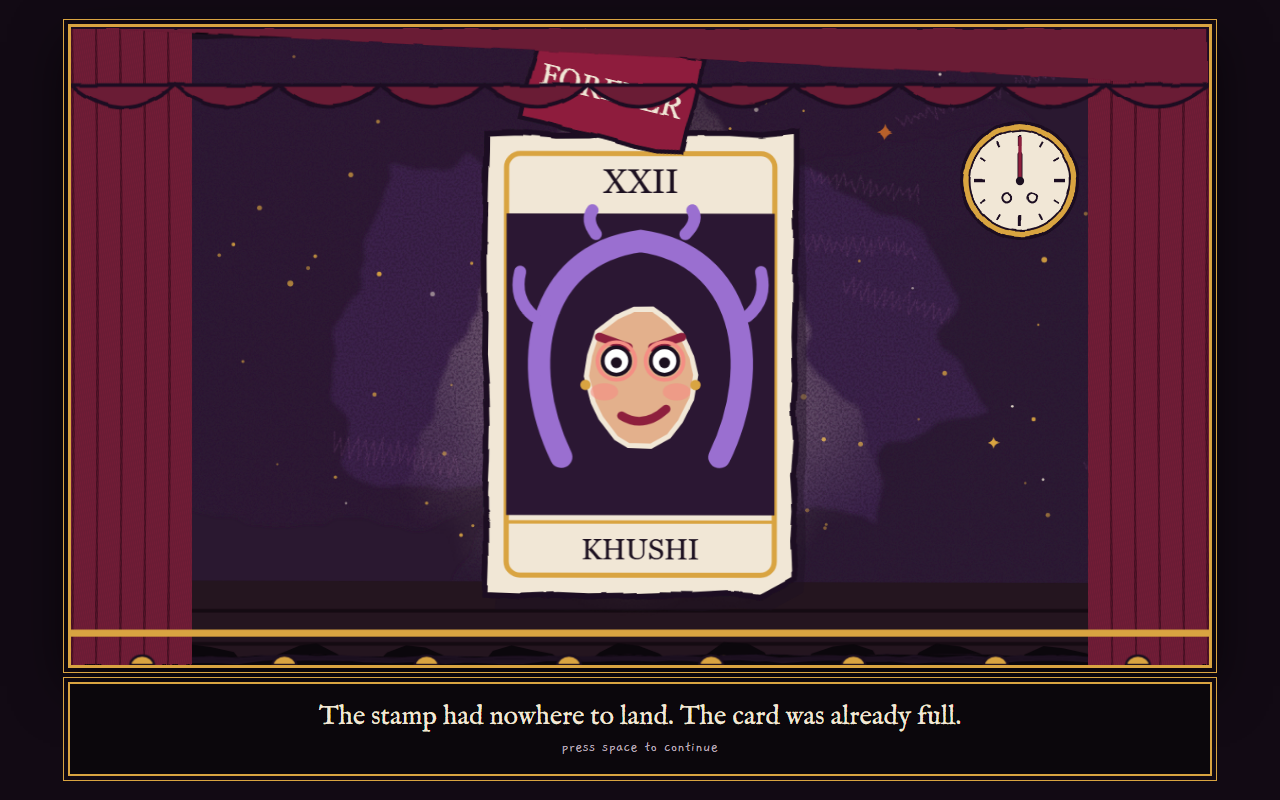 XXII
KHUSHI
The stamp had nowhere to land. The card was already full.
press space to continue